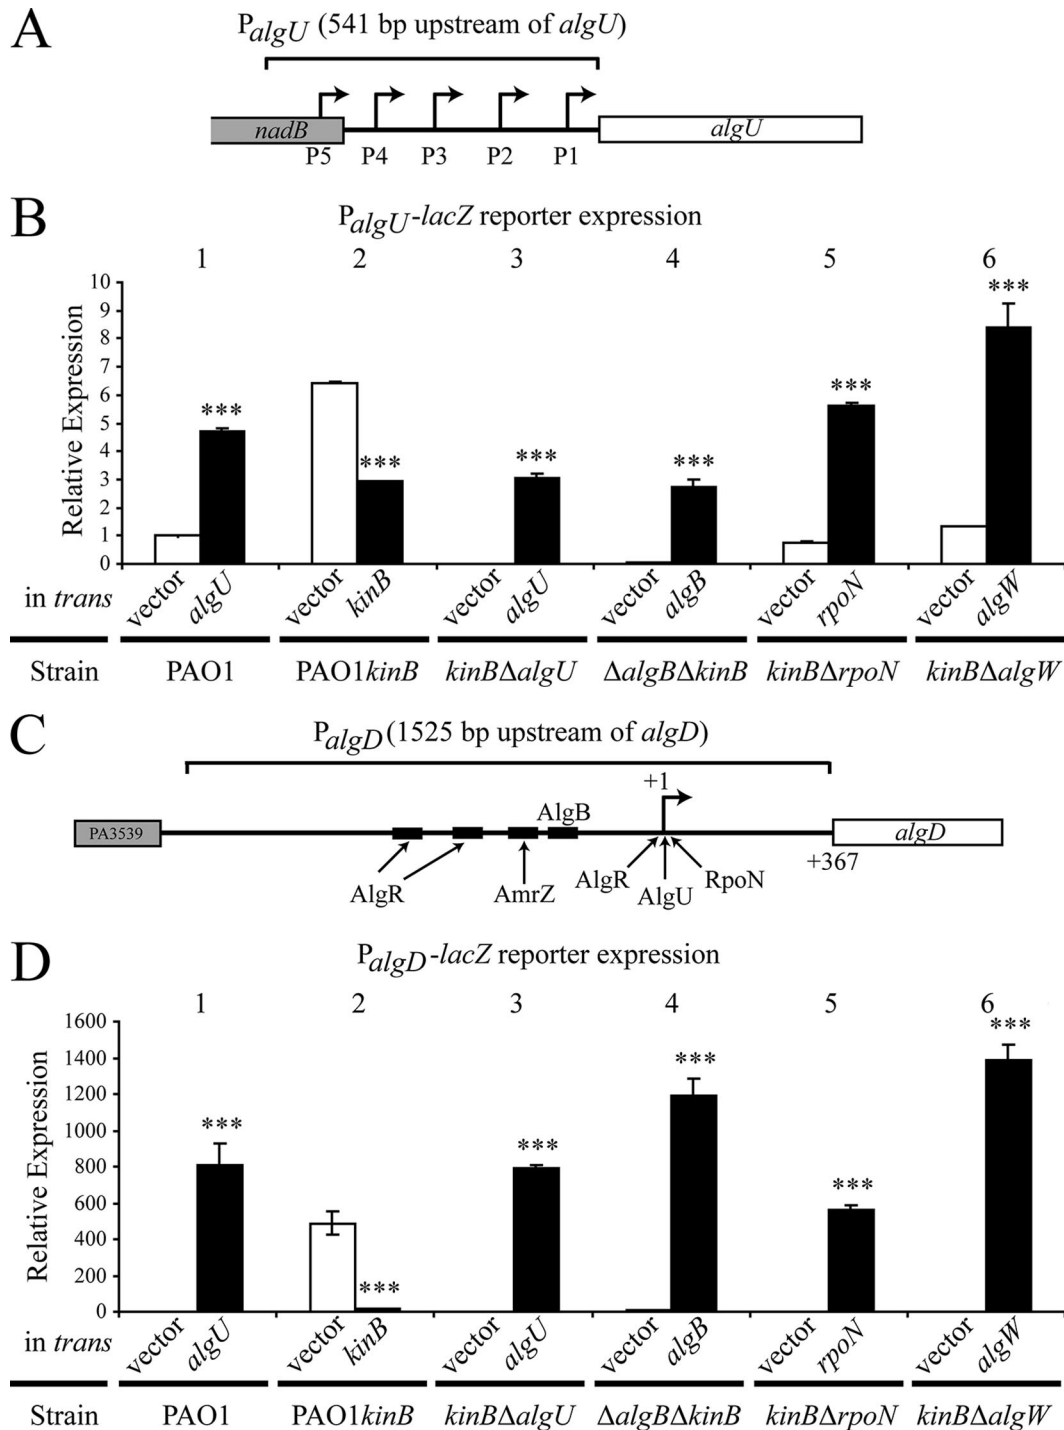 A
PalgU (541 bp upstream of algU)
nadB
algU
P5 P4 P3 P2 P1
B
PalgU-lacZ reporter expression
1 2 3 4 5 6
Relative Expression
10
9
8
7
6
5
4
3
2
1
0
*** *** *** *** *** ***
in trans
vector algU vector kinB vector algU vector algB vector rpoN vector algW
Strain PAO1 PAO1kinB kinBΔalgU ΔalgBΔkinB kinBΔrpoN kinBΔalgW
C
PalgD (1525 bp upstream of algD)
+1
AlgB
PA3539
algD
+367
AlgR AmrZ AlgR AlgU RpoN
D
PalgD-lacZ reporter expression
1 2 3 4 5 6
Relative Expression
1600
1400
1200
1000
800
600
400
200
0
*** *** *** *** *** ***
in trans
vector algU vector kinB vector algU vector algB vector rpoN vector algW
Strain PAO1 PAO1kinB kinBΔalgU ΔalgBΔkinB kinBΔrpoN kinBΔalgW